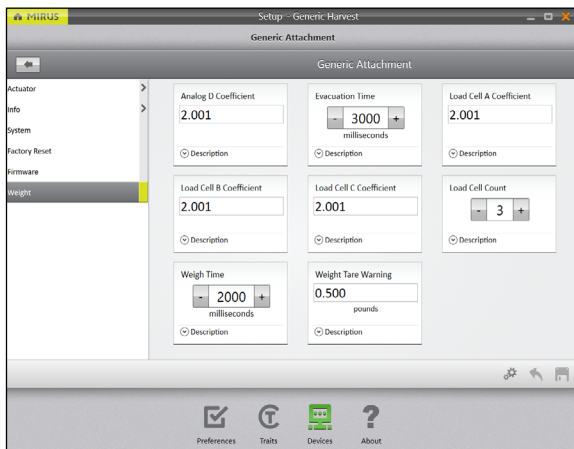 MIRUS
Setup - Generic Harvest
Generic Attachment
Generic Attachment
Actuator
Info
System
Factory Reset
Firmware
Weight
Analog D Coefficient
2.001
Description
Evacuation Time
- 3000 +
milliseconds
Description
Load Cell A Coefficient
2.001
Description
Load Cell B Coefficient
2.001
Description
Load Cell C Coefficient
2.001
Description
Load Cell Count
- 3 +
Description
Weigh Time
- 2000 +
milliseconds
Description
Weight Tare Warning
0.500
pounds
Description
Preferences
Traits
Devices
About